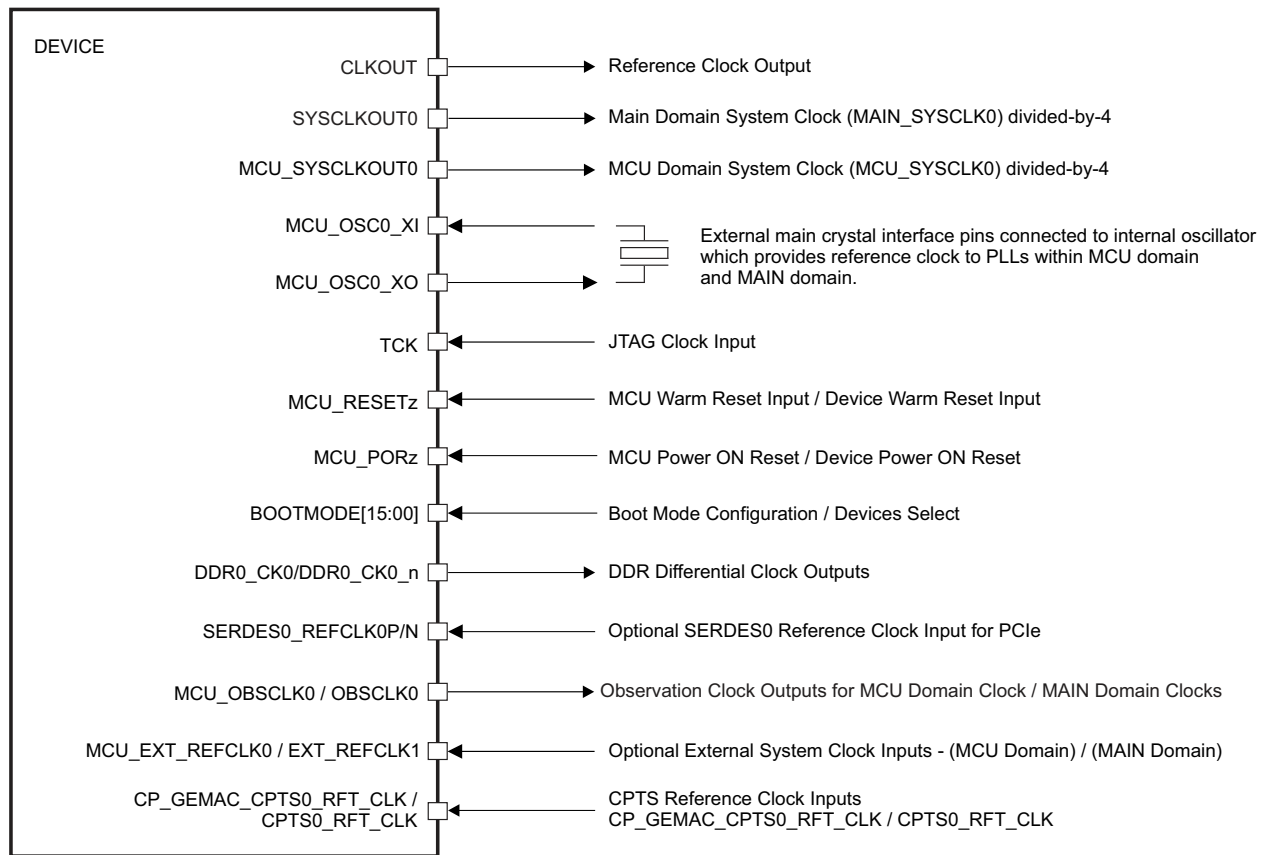 DEVICE
CLKOUT
Reference Clock Output
SYSCLKOUT0
Main Domain System Clock (MAIN_SYSCLK0) divided-by-4
MCU_SYSCLKOUT0
MCU Domain System Clock (MCU_SYSCLK0) divided-by-4
MCU_OSC0_XI
MCU_OSC0_XO
External main crystal interface pins connected to internal oscillator
which provides reference clock to PLLs within MCU domain
and MAIN domain.
TCK
JTAG Clock Input
MCU_RESETz
MCU Warm Reset Input / Device Warm Reset Input
MCU_PORz
MCU Power ON Reset / Device Power ON Reset
BOOTMODE[15:00]
Boot Mode Configuration / Devices Select
DDR0_CK0/DDR0_CK0_n
DDR Differential Clock Outputs
SERDES0_REFCLK0P/N
Optional SERDES0 Reference Clock Input for PCIe
MCU_OBSCLK0 / OBSCLK0
Observation Clock Outputs for MCU Domain Clock / MAIN Domain Clocks
MCU_EXT_REFCLK0 / EXT_REFCLK1
Optional External System Clock Inputs - (MCU Domain) / (MAIN Domain)
CP_GEMAC_CPTS0_RFT_CLK /
CPTS0_RFT_CLK
CPTS Reference Clock Inputs
CP_GEMAC_CPTS0_RFT_CLK / CPTS0_RFT_CLK